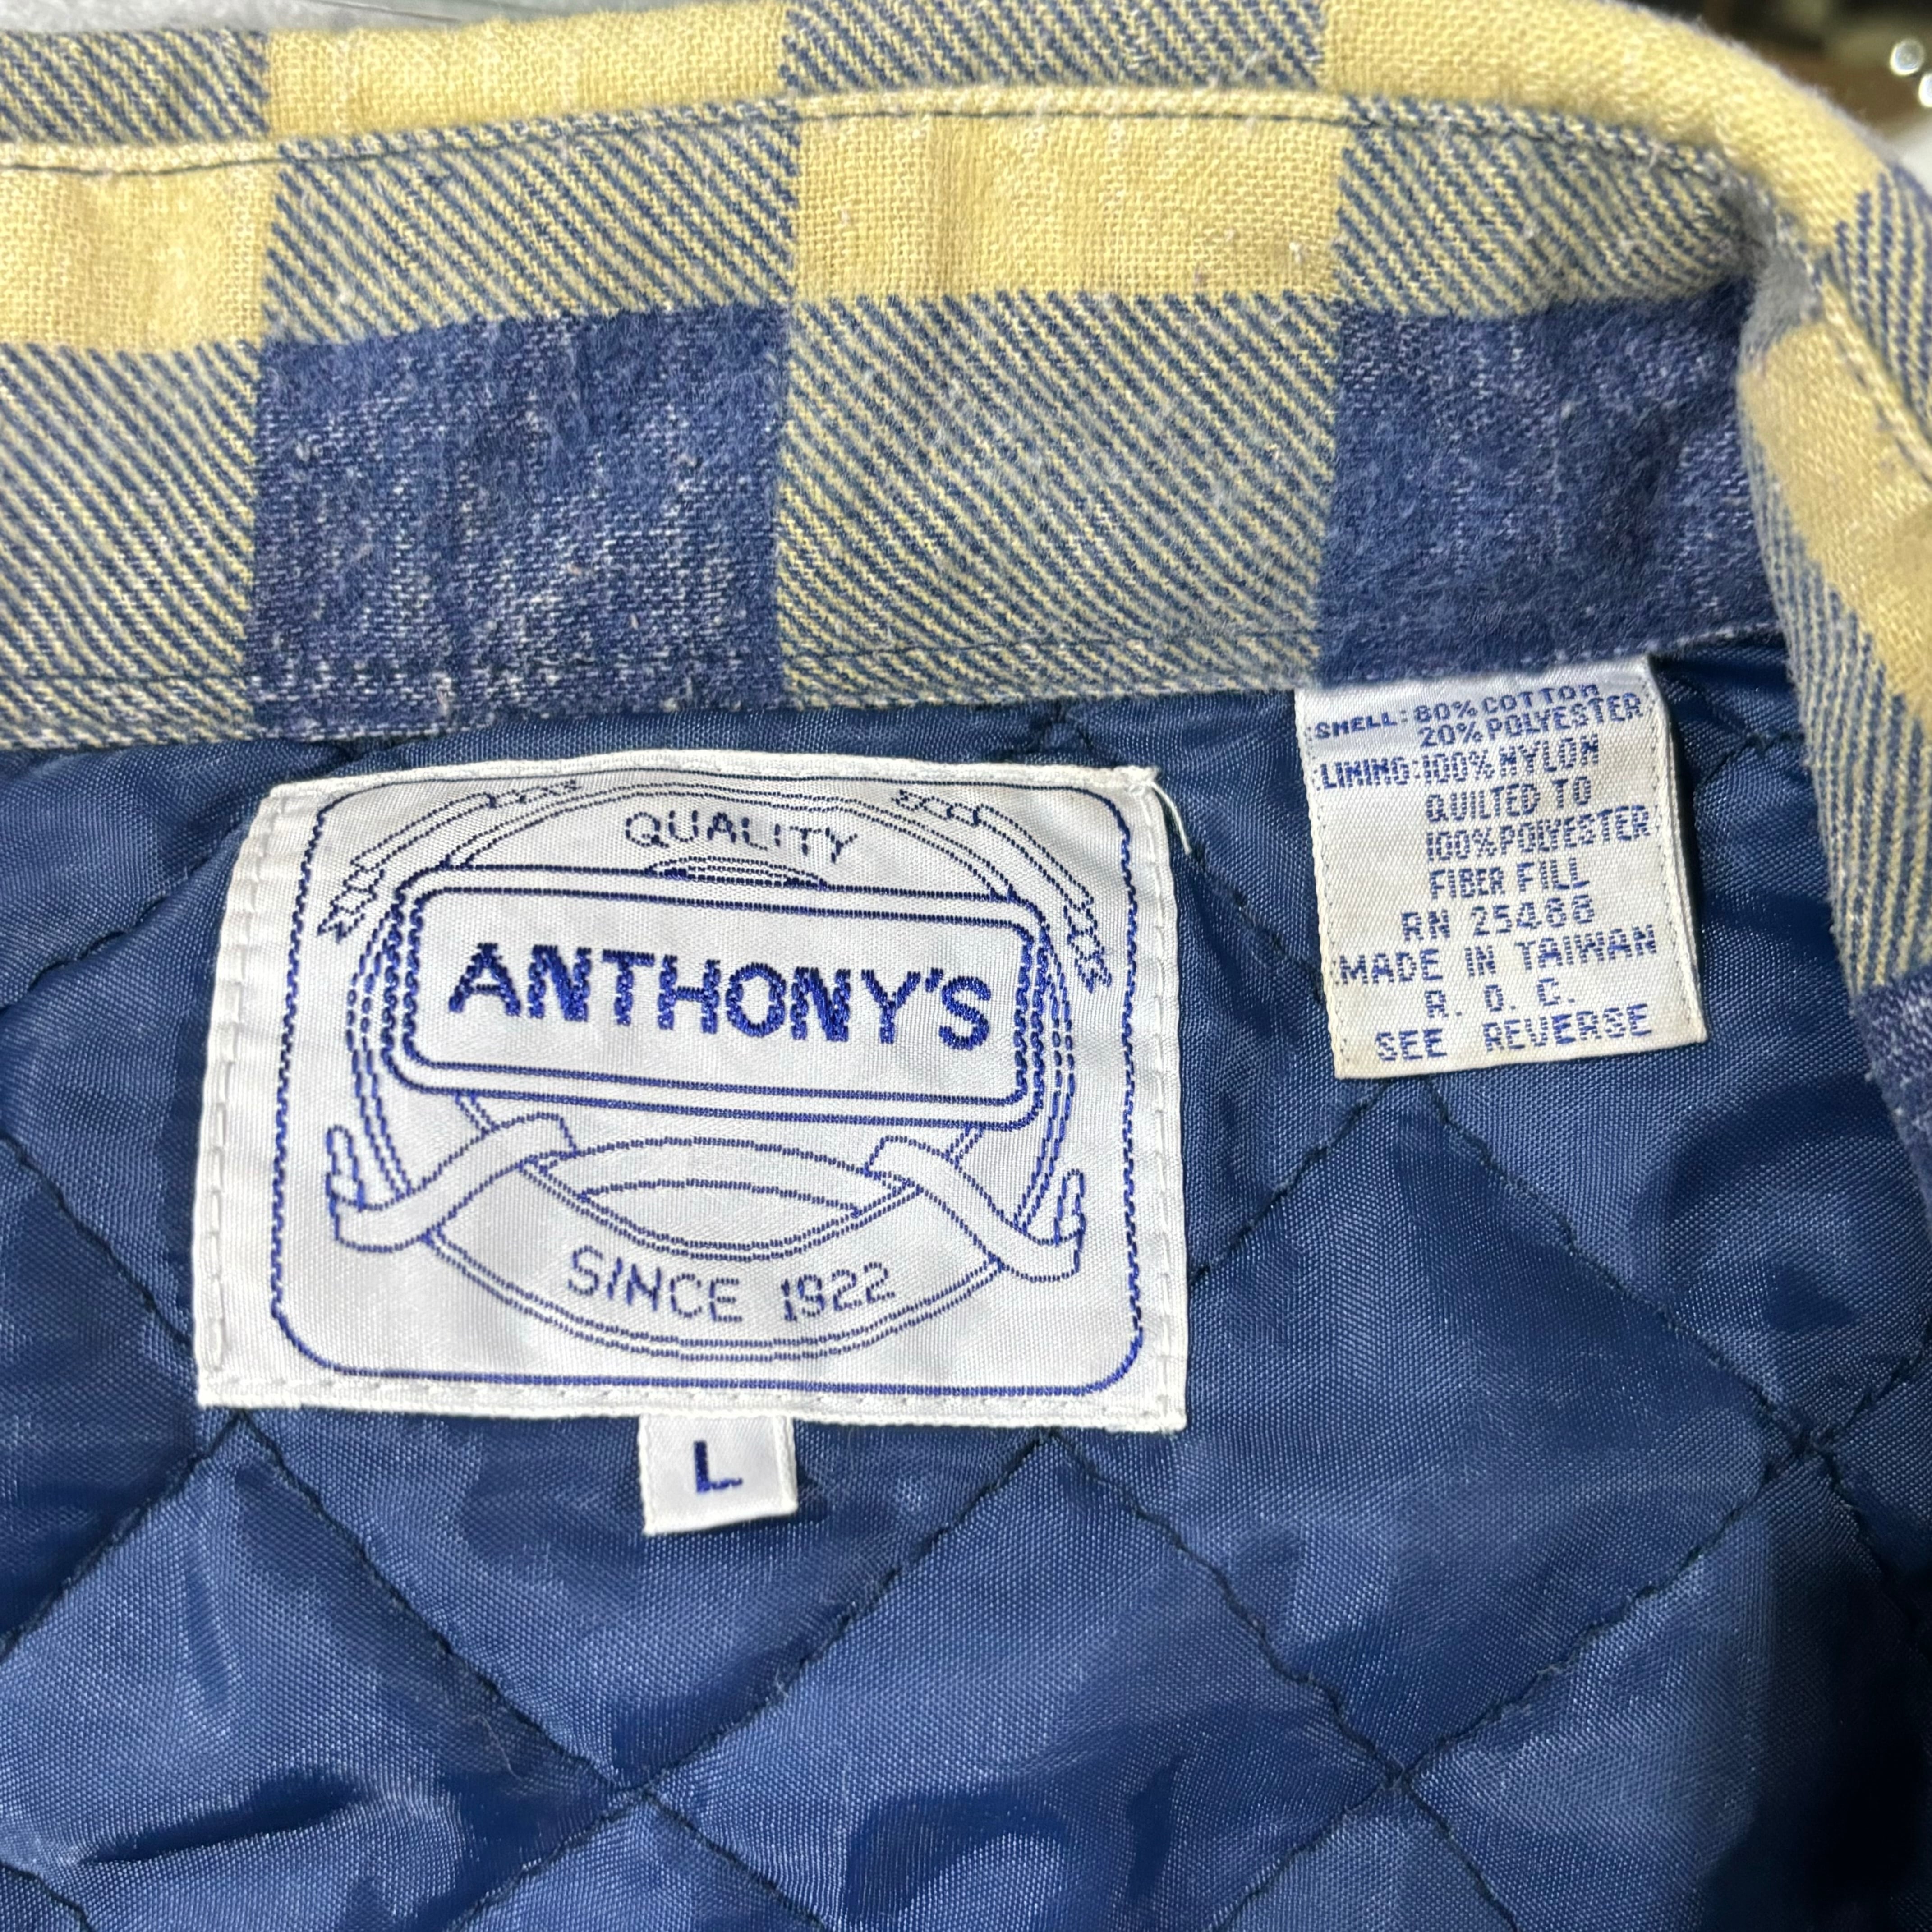 QUALITY
ANTHONY'S
SINCE 1922
L
SHELL: 80% COTTON
20% POLYESTER
LINING: 100% NYLON
QUILTED TO
100% POLYESTER
FIBER FILL
RN 25488
MADE IN TAIWAN
R. O. C.
SEE REVERSE